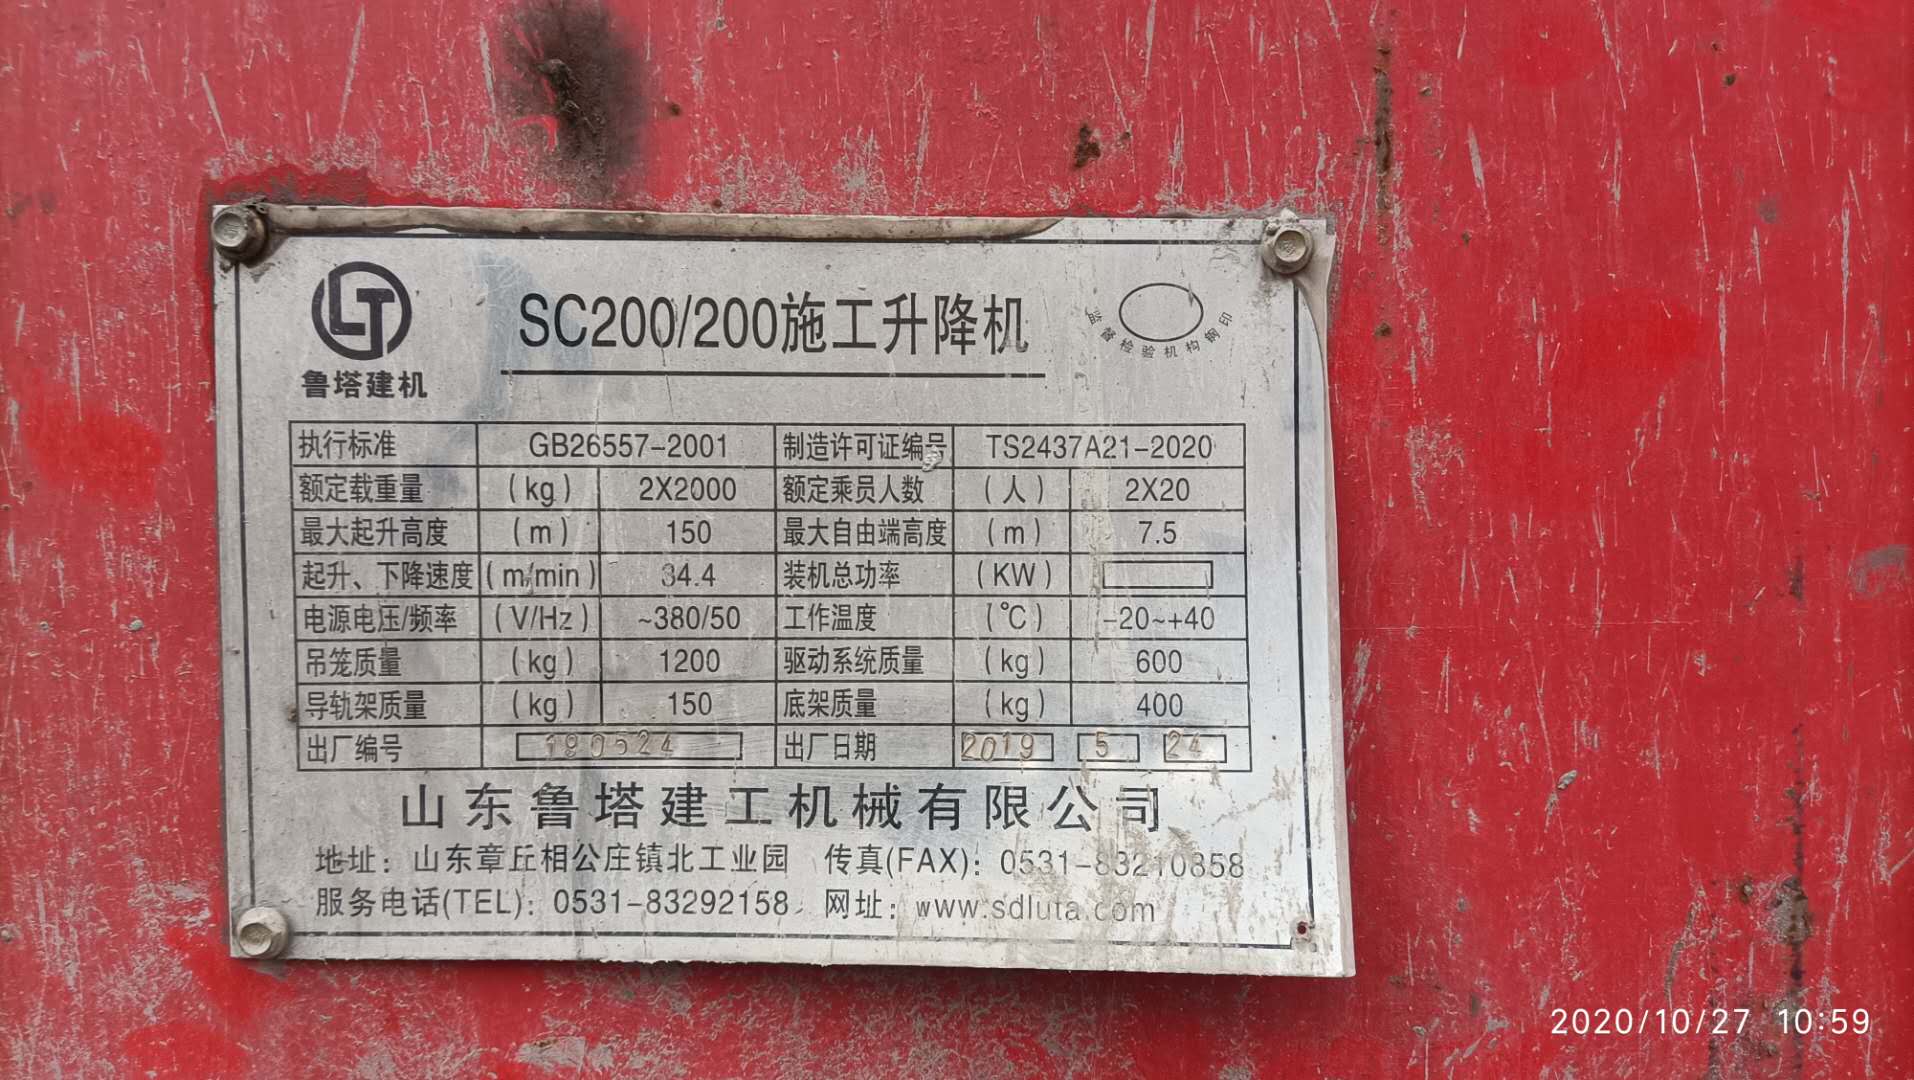 LT
鲁塔建机
SC200/200施工升降机
监督检验机构钢印
执行标准 GB26557-2001 制造许可证编号 TS2437A21-2020
额定载重量 (kg) 2X2000 额定乘员人数 (人) 2X20
最大起升高度 (m) 150 最大自由端高度 (m) 7.5
起升、下降速度 (m/min) 34.4 装机总功率 (KW)
电源电压/频率 (V/Hz) ~380/50 工作温度 (℃) -20~+40
吊笼质量 (kg) 1200 驱动系统质量 (kg) 600
导轨架质量 (kg) 150 底架质量 (kg) 400
出厂编号 190524 出厂日期 2019 5 24
山东鲁塔建工机械有限公司
地址：山东章丘相公庄镇北工业园 传真(FAX)：0531-83210858
服务电话(TEL)：0531-83292158 网址：www.sdluta.com
2020/10/27 10:59